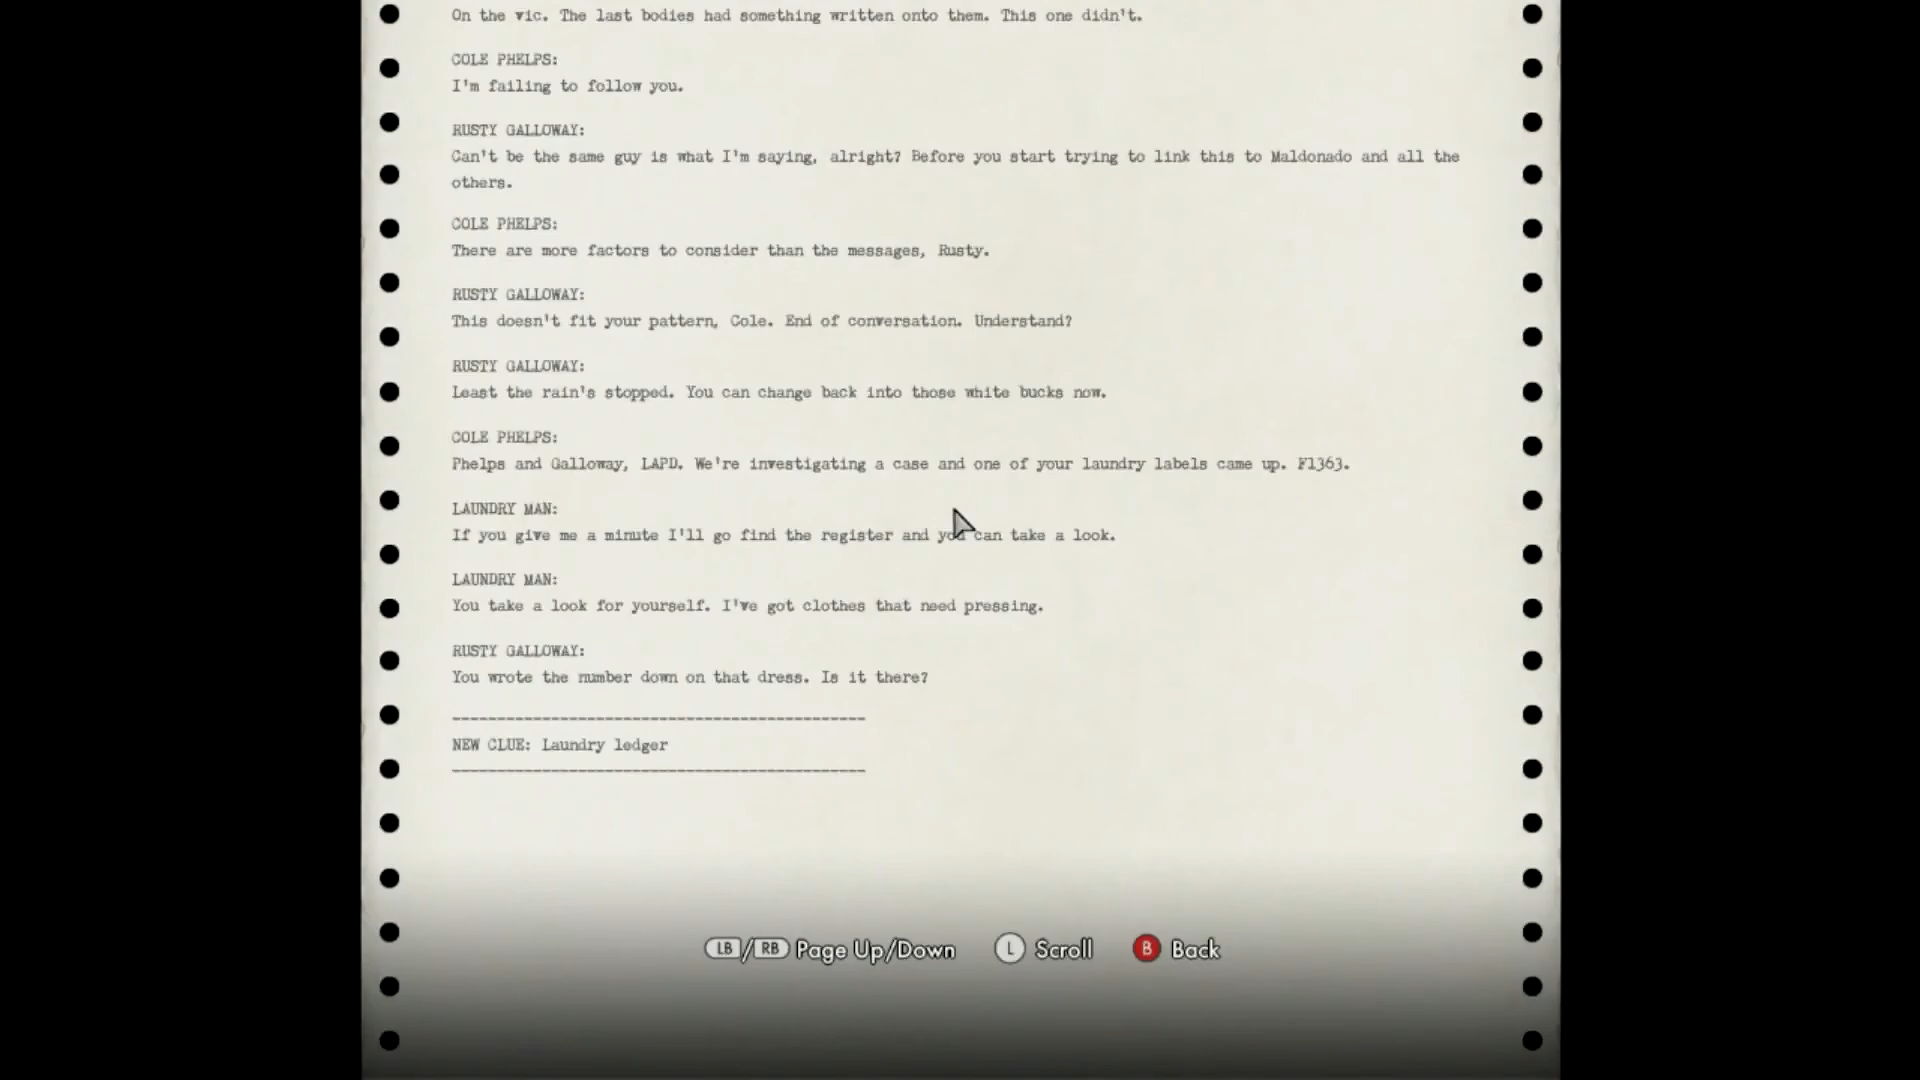 On the vic. The last bodies had something written onto them. This one didn't.
COLE PHELPS:
I'm failing to follow you.
RUSTY GALLOWAY:
Can't be the same guy is what I'm saying, alright? Before you start trying to link this to Maldonado and all the
others.
COLE PHELPS:
There are more factors to consider than the messages, Rusty.
RUSTY GALLOWAY:
This doesn't fit your pattern, Cole. End of conversation. Understand?
RUSTY GALLOWAY:
Least the rain's stopped. You can change back into those white bucks now.
COLE PHELPS:
Phelps and Galloway, LAPD. We're investigating a case and one of your laundry labels came up. F1363.
LAUNDRY MAN:
If you give me a minute I'll go find the register and you can take a look.
LAUNDRY MAN:
You take a look for yourself. I've got clothes that need pressing.
RUSTY GALLOWAY:
You wrote the number down on that dress. Is it there?
----------------------------------------------
NEW CLUE: Laundry ledger
----------------------------------------------
LB/RB Page Up/Down L Scroll B Back